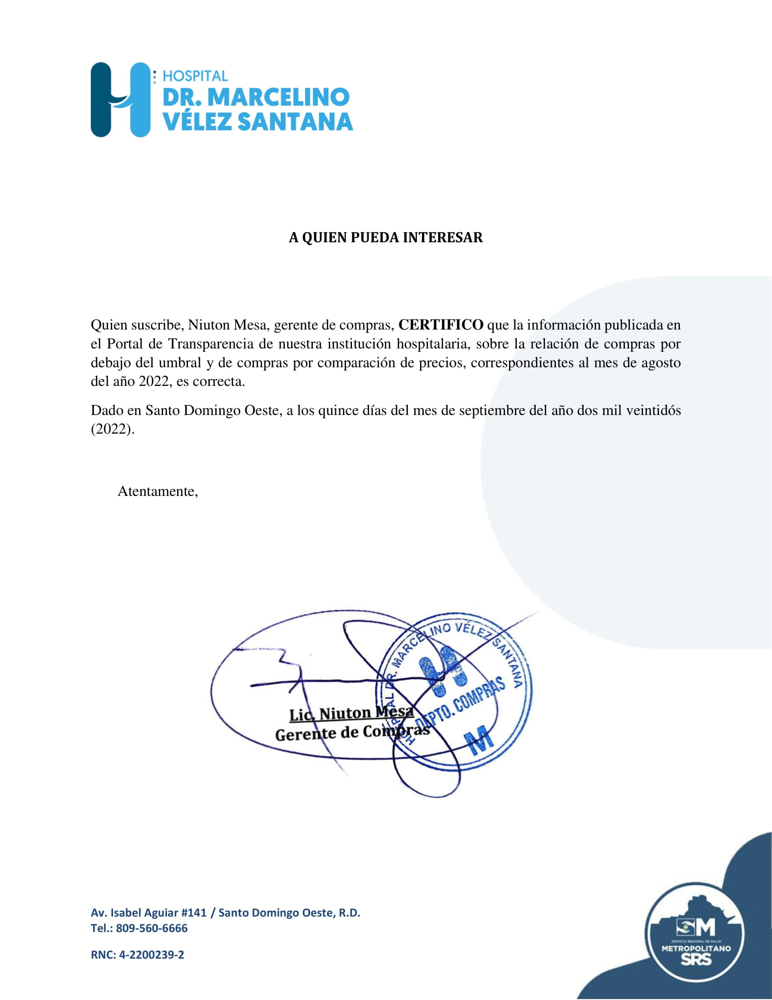 HOSPITAL
DR. MARCELINO
VÉLEZ SANTANA
A QUIEN PUEDA INTERESAR
Quien suscribe, Niuton Mesa, gerente de compras, CERTIFICO que la información publicada en
el Portal de Transparencia de nuestra institución hospitalaria, sobre la relación de compras por
debajo del umbral y de compras por comparación de precios, correspondientes al mes de agosto
del año 2022, es correcta.
Dado en Santo Domingo Oeste, a los quince días del mes de septiembre del año dos mil veintidós
(2022).
Atentamente,
HOSPITAL DR. MARCELINO VÉLEZ SANTANA
DEPTO. COMPRAS
M
Lic. Niuton Mesa
Gerente de Compras
Av. Isabel Aguiar #141 / Santo Domingo Oeste, R.D.
Tel.: 809-560-6666
RNC: 4-2200239-2
SM
SERVICIO REGIONAL DE SALUD
METROPOLITANO
SRS